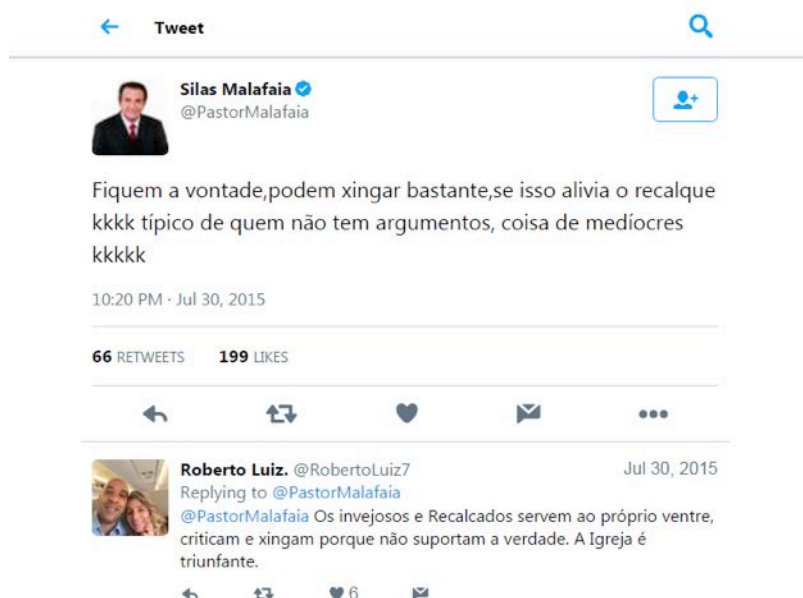 Tweet
Silas Malafaia
@PastorMalafaia
Fiquem a vontade,podem xingar bastante,se isso alivia o recalque
kkkk típico de quem não tem argumentos, coisa de medíocres
kkkkk
10:20 PM · Jul 30, 2015
66 RETWEETS 199 LIKES
Roberto Luiz. @RobertoLuiz7 Jul 30, 2015
Replying to @PastorMalafaia
@PastorMalafaia Os invejosos e Recalcados servem ao próprio ventre,
criticam e xingam porque não suportam a verdade. A Igreja é
triunfante.
6